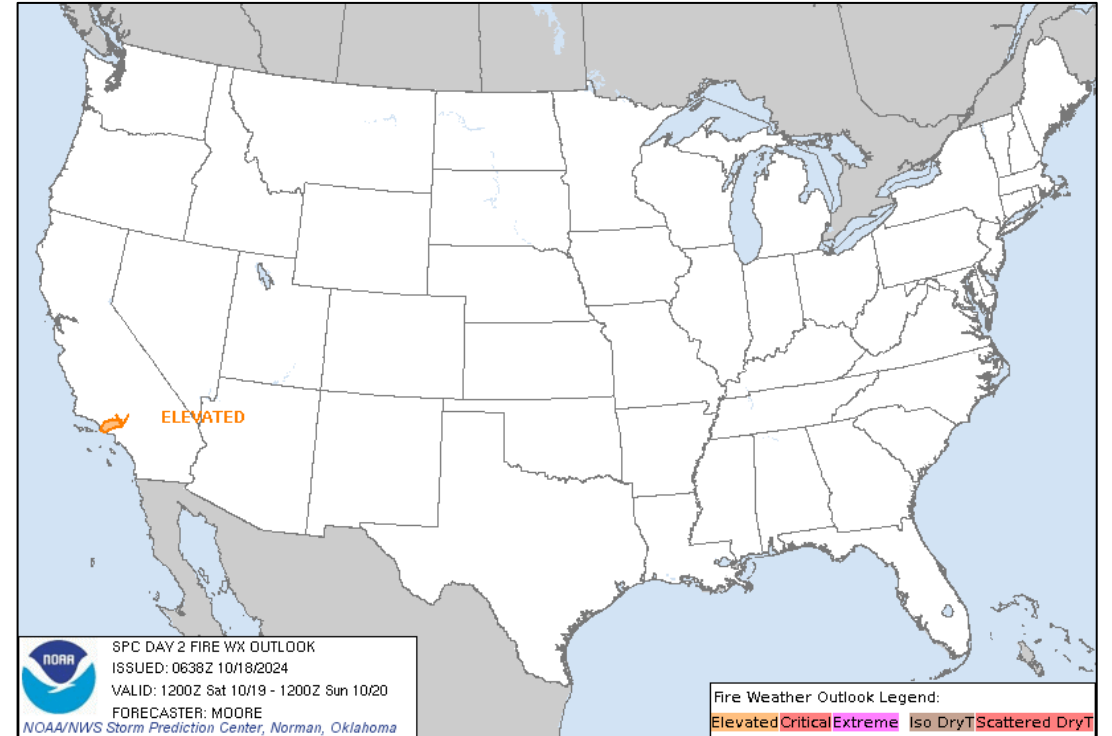 ELEVATED
NOAA
SPC DAY 2 FIRE WX OUTLOOK
ISSUED: 0638Z 10/18/2024
VALID: 1200Z Sat 10/19 - 1200Z Sun 10/20
FORECASTER: MOORE
NOAA/NWS Storm Prediction Center, Norman, Oklahoma
Fire Weather Outlook Legend:
Elevated Critical Extreme Iso DryT Scattered DryT